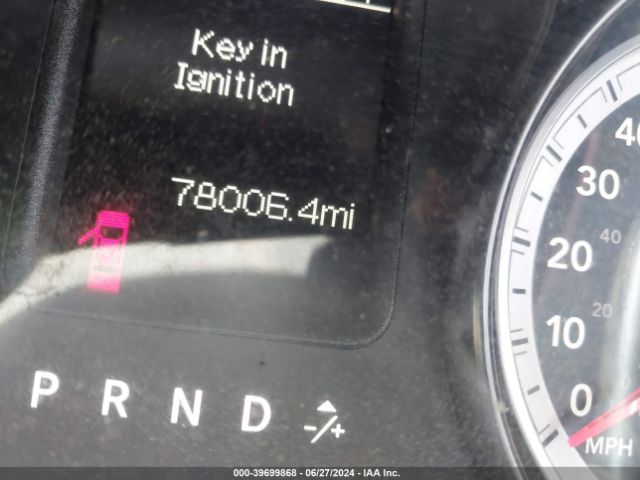 Key in
Ignition
78006.4mi
P R N D -/+
40
30
20
10
0
MPH
40
20
0
000-39699868 - 06/27/2024 - IAA Inc.